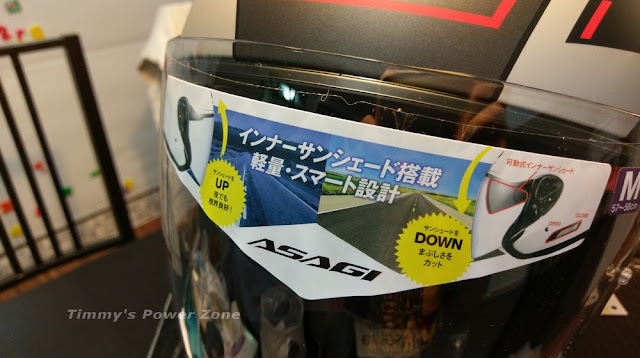 インナーサンシェード搭載
軽量・スマート設計
サンシェードを
UP
夜でも
視界良好!
可動式インナーサンシェード
OPEN
CLOSE
サンシェードを
DOWN
まぶしさを
カット
ASAGI
M
57~58cm
Timmy's Power Zone